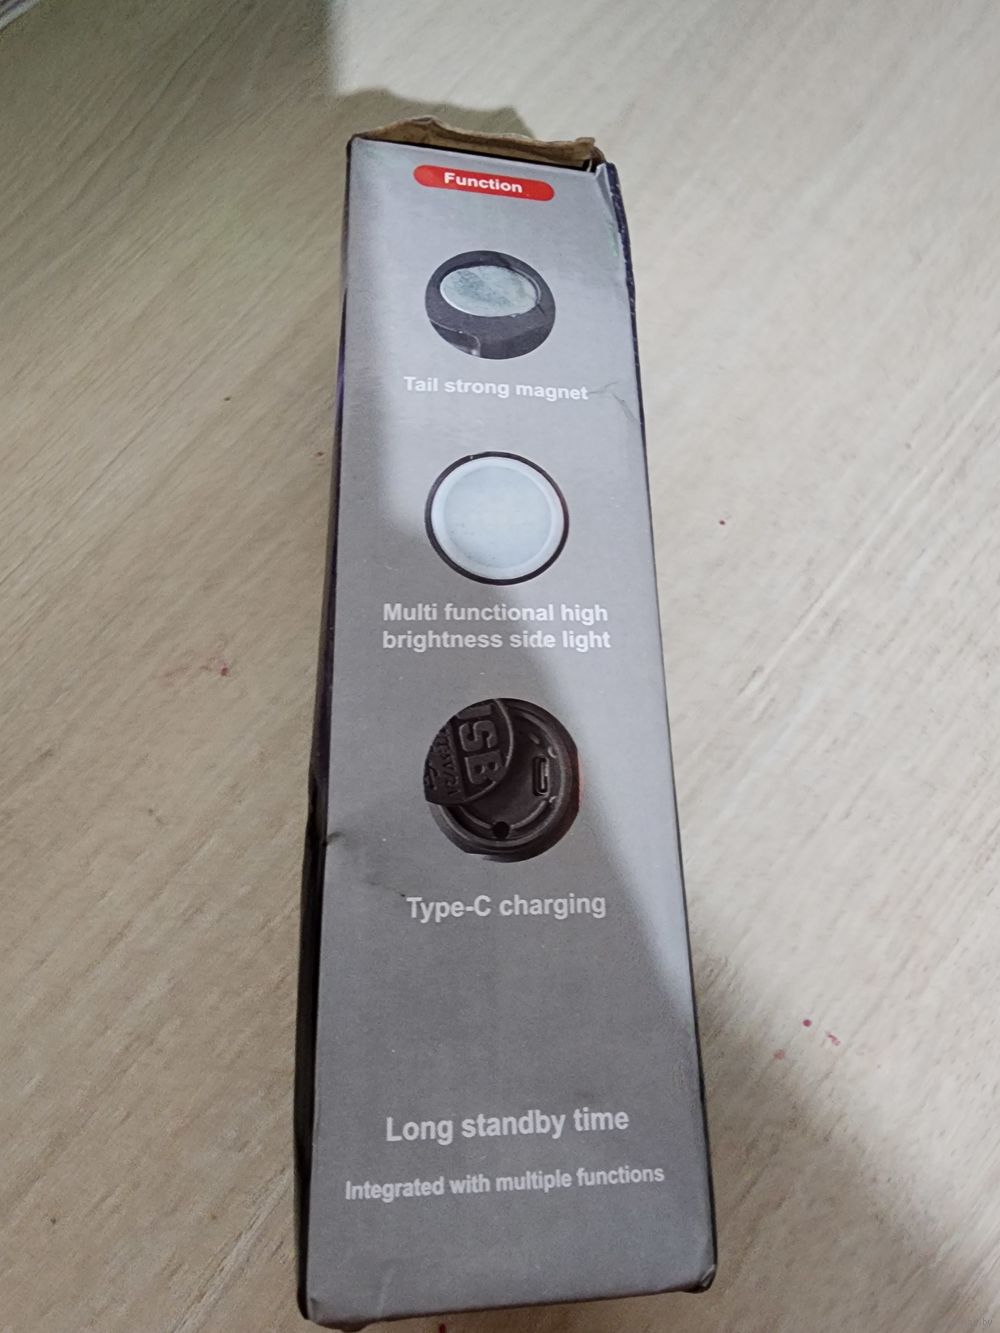 Function
Tail strong magnet
Multi functional high
brightness side light
USB
Type-C charging
Long standby time
Integrated with multiple functions